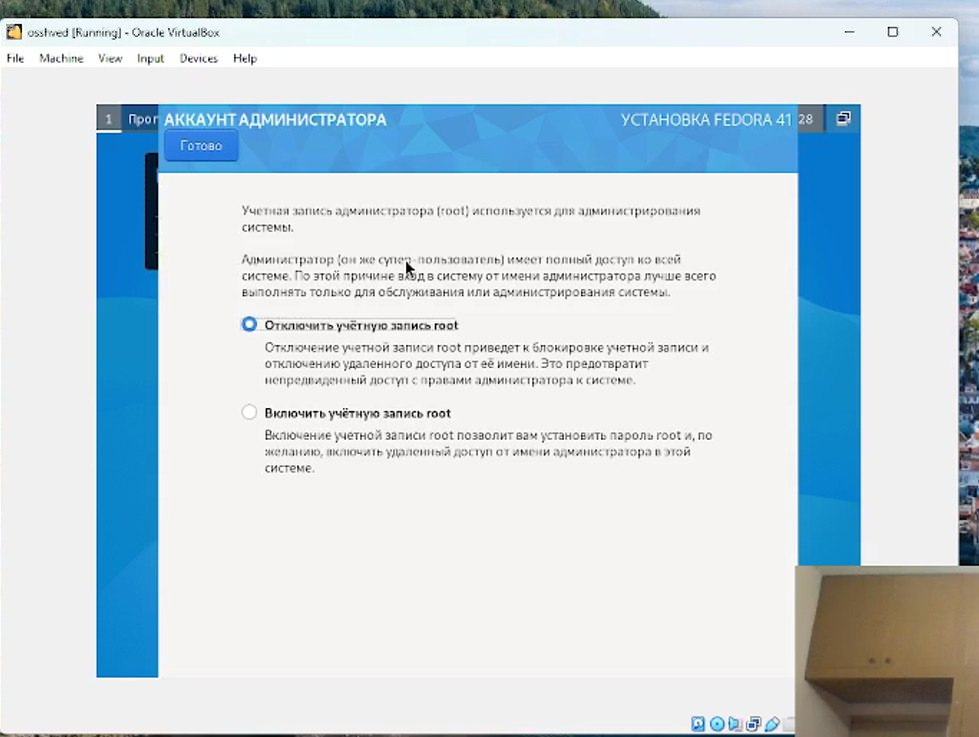 osshved [Running] - Oracle VirtualBox
File Machine View Input Devices Help
1 Прог АККАУНТ АДМИНИСТРАТОРА УСТАНОВКА FEDORA 41 28
Готово
Учетная запись администратора (root) используется для администрирования
системы.
Администратор (он же супер-пользователь) имеет полный доступ ко всей
системе. По этой причине вход в систему от имени администратора лучше всего
выполнять только для обслуживания или администрирования системы.
Отключить учётную запись root
Отключение учетной записи root приведет к блокировке учетной записи и
отключению удаленного доступа от её имени. Это предотвратит
непредвиденный доступ с правами администратора к системе.
Включить учётную запись root
Включение учетной записи root позволит вам установить пароль root и, по
желанию, включить удаленный доступ от имени администратора в этой
системе.